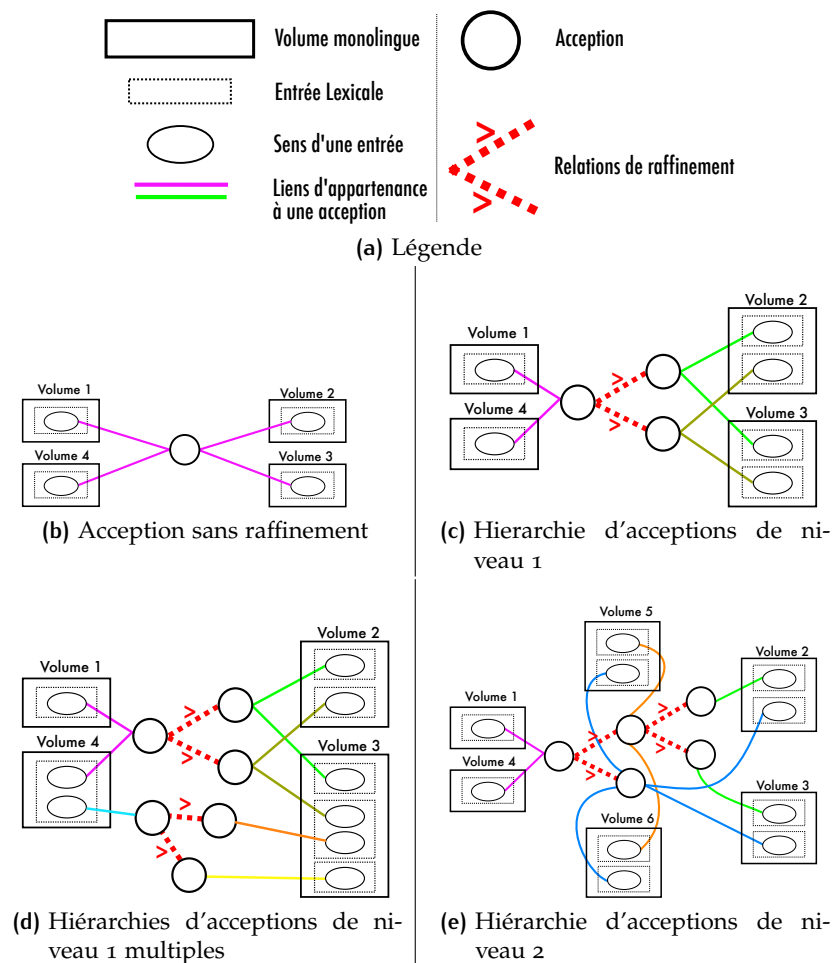 Volume monolingue
Acception
Entrée Lexicale
Sens d'une entrée
Relations de raffinement
Liens d'appartenance
à une acception
(a) Légende
Volume 1
Volume 2
Volume 4
Volume 3
(b) Acception sans raffinement
Volume 1
Volume 2
Volume 4
Volume 3
>
>
(c) Hierarchie d'acceptions de ni-
veau 1
Volume 1
Volume 2
Volume 4
Volume 3
>
>
>
>
(d) Hiérarchies d'acceptions de ni-
veau 1 multiples
Volume 5
Volume 2
Volume 1
Volume 4
Volume 3
Volume 6
>
>
>
>
(e) Hiérarchie d'acceptions de ni-
veau 2